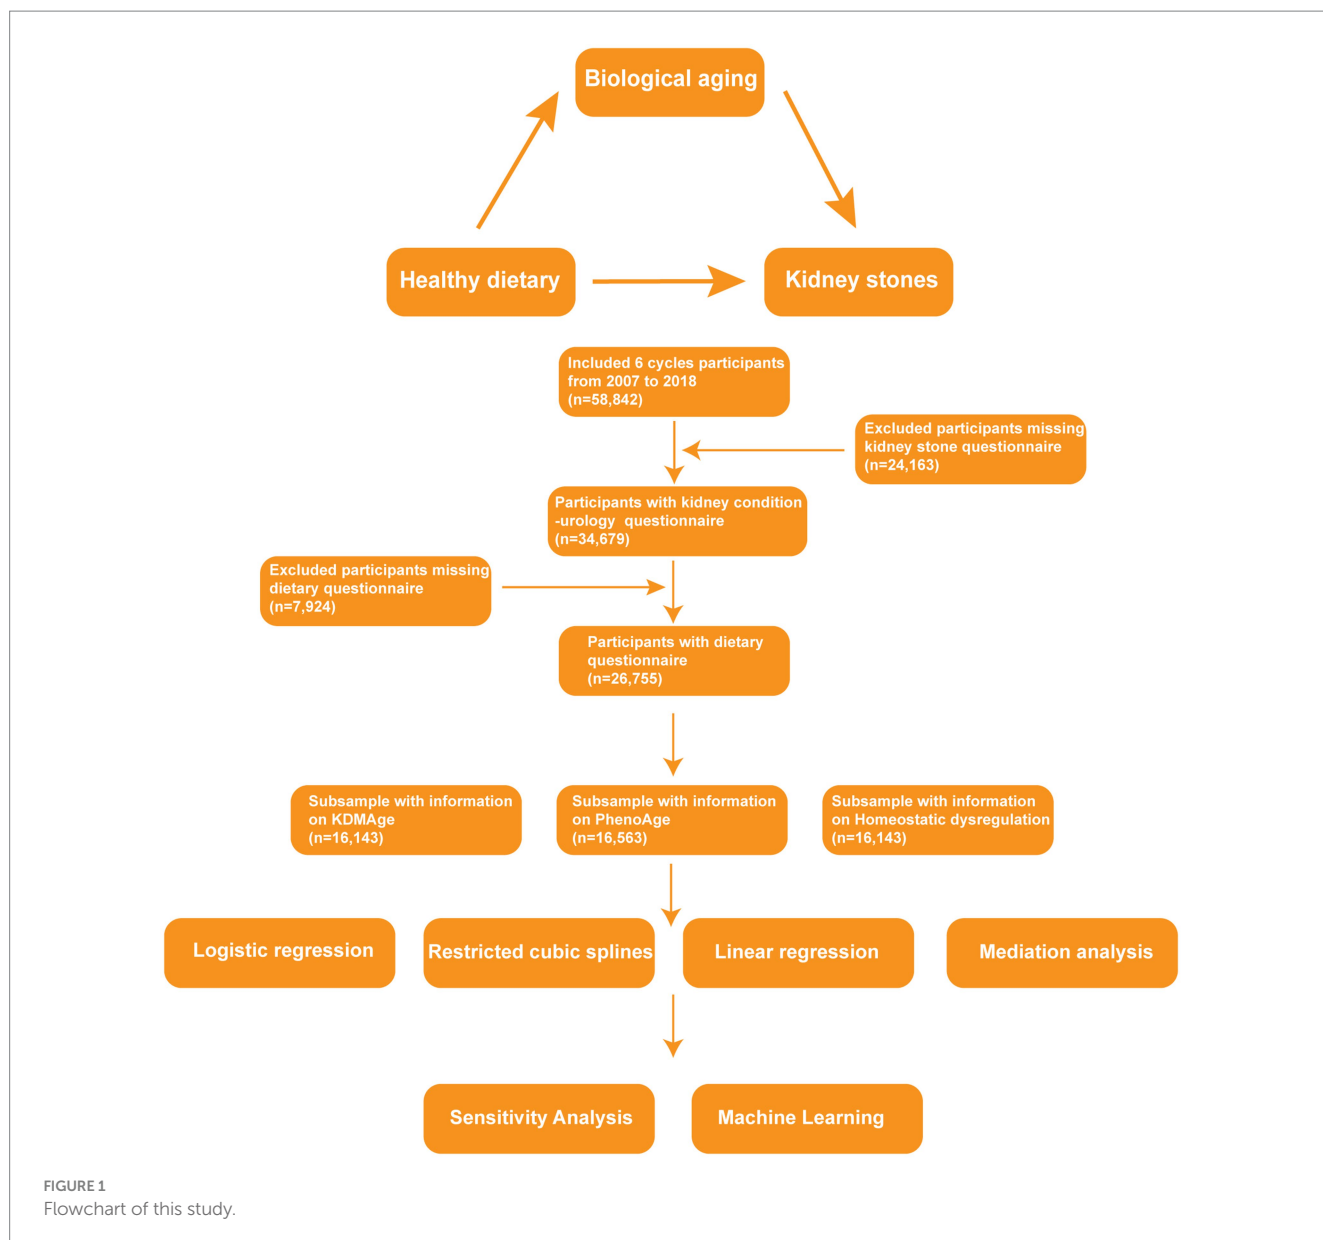 Biological aging
Healthy dietary
Kidney stones
Included 6 cycles participants
from 2007 to 2018
(n=58,842)
Excluded participants missing
kidney stone questionnaire
(n=24,163)
Participants with kidney condition
-urology questionnaire
(n=34,679)
Excluded participants missing
dietary questionnaire
(n=7,924)
Participants with dietary
questionnaire
(n=26,755)
Subsample with information
on KDMAge
(n=16,143)
Subsample with information
on PhenoAge
(n=16,563)
Subsample with information
on Homeostatic dysregulation
(n=16,143)
Logistic regression
Restricted cubic splines
Linear regression
Mediation analysis
Sensitivity Analysis
Machine Learning
FIGURE 1
Flowchart of this study.